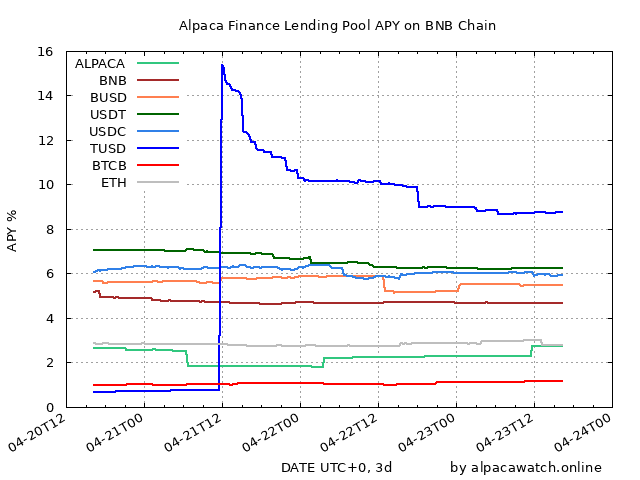 Alpaca Finance Lending Pool APY on BNB Chain
APY %
16
14
12
10
8
6
4
2
0
ALPACA
BNB
BUSD
USDT
USDC
TUSD
BTCB
ETH
04-20T12
04-21T00
04-21T12
04-22T00
04-22T12
04-23T00
04-23T12
04-24T00
DATE UTC+0, 3d
by alpacawatch.online